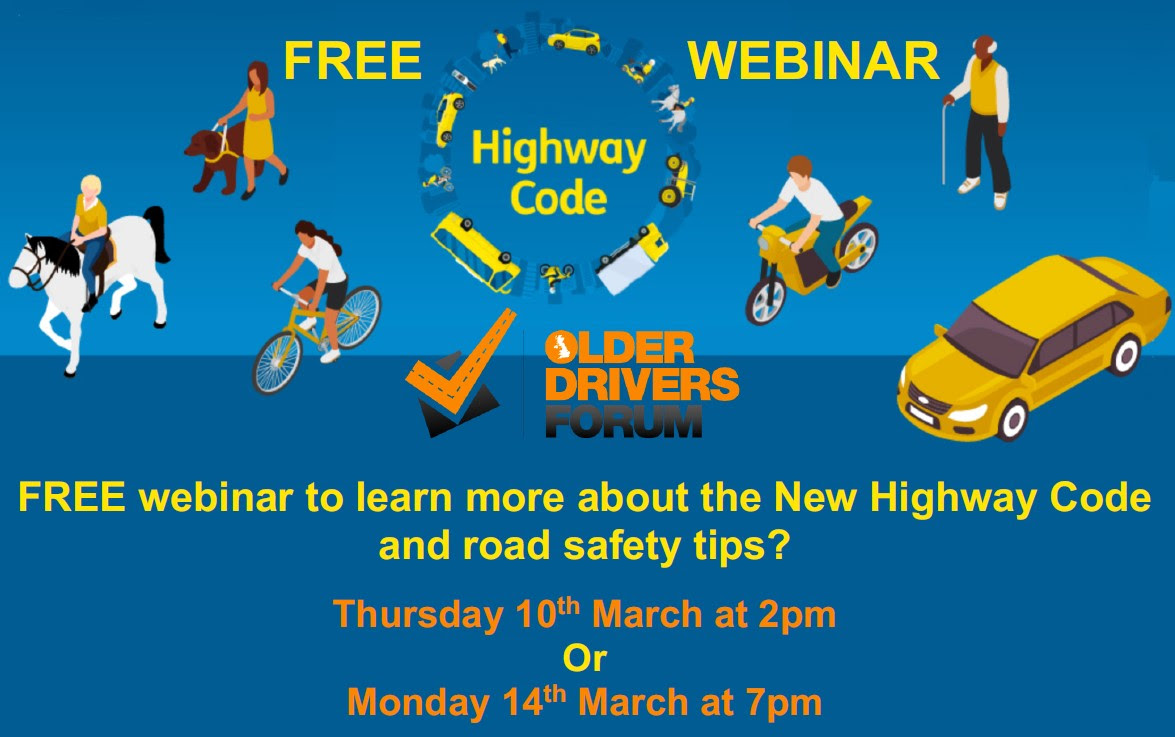 FREE WEBINAR
Highway
Code
OLDER
DRIVERS
FORUM
FREE webinar to learn more about the New Highway Code
and road safety tips?
Thursday 10th March at 2pm
Or
Monday 14th March at 7pm